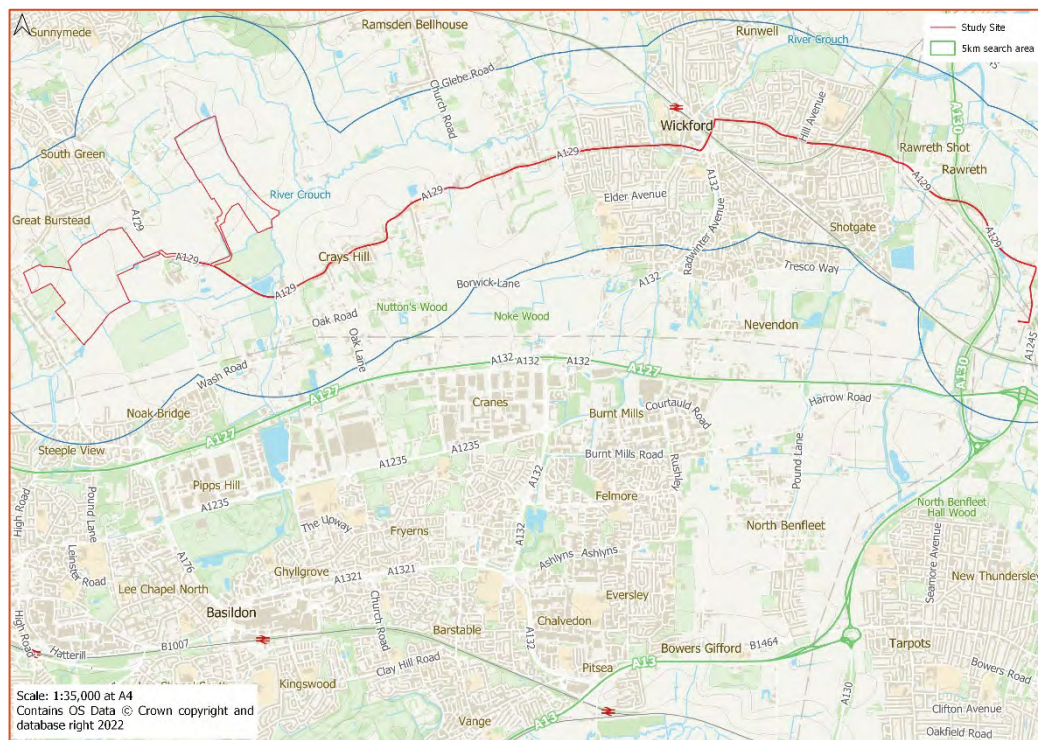 Sunnymede
Ramsden Bellhouse
Runwell
River Crouch
Study Site
5km search area
Church Road
Glebe Road
A130
Wickford
Hill Avenue
South Green
A129
Rawreth Shot
Rawreth
A129
River Crouch
A129
A132
Elder Avenue
A129
Great Burstead
Radwinter Avenue
Shotgate
A129
A129
Crays Hill
Tresco Way
A129
Borwick-Lane
A132
Nutton's Wood
Noke Wood
Nevendon
Oak Road
Oak Lane
A1245
A130
Wash Road
A132
A132
A132
A127
A127
Harrow Road
Cranes
Courtauld Road
Noak-Bridge
Burnt Mills
A127
Steeple View
A1235
Burnt Mills Road
Pound Lane
A1235
Rushley
Pipps Hill
A132
High Road
Pound Lane
A1235
Felmore
North Benfleet
Hall Wood
The Upway
Fryerns
North Benfleet
A132
Seamore Avenue
Leinster Road
A176
Ashlyns
Ashlyns
Ghyllgrove
A1321
A1321
New Thundersley
Lee Chapel North
Eversley
Basildon
Church Road
Chalvedon
High Road
Barstable
A132
B1464
Tarpots
Hatterill
B1007
Bowers Gifford
Clay Hill Road
Pitsea
A13
Bowers Road
Kingswood
A130
Scale: 1:35,000 at A4
Contains OS Data © Crown copyright and
database right 2022
Vange
A13
Clifton Avenue
Oakfield Road